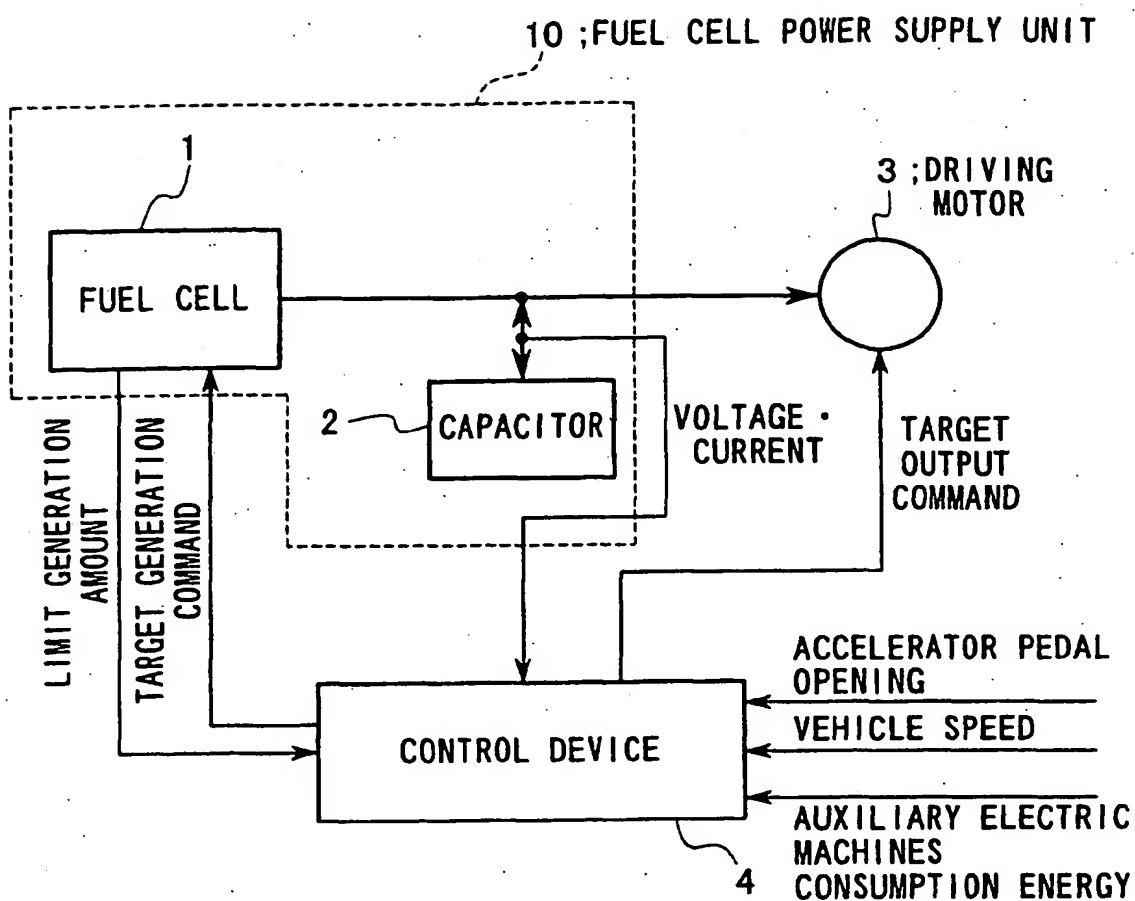 10 ;FUEL CELL POWER SUPPLY UNIT
1
3 ;DRIVING
MOTOR
FUEL CELL
2
CAPACITOR
VOLTAGE・
CURRENT
TARGET
OUTPUT
COMMAND
LIMIT GENERATION
AMOUNT
TARGET GENERATION
COMMAND
CONTROL DEVICE
ACCELERATOR PEDAL
OPENING
VEHICLE SPEED
AUXILIARY ELECTRIC
MACHINES
CONSUMPTION ENERGY
4